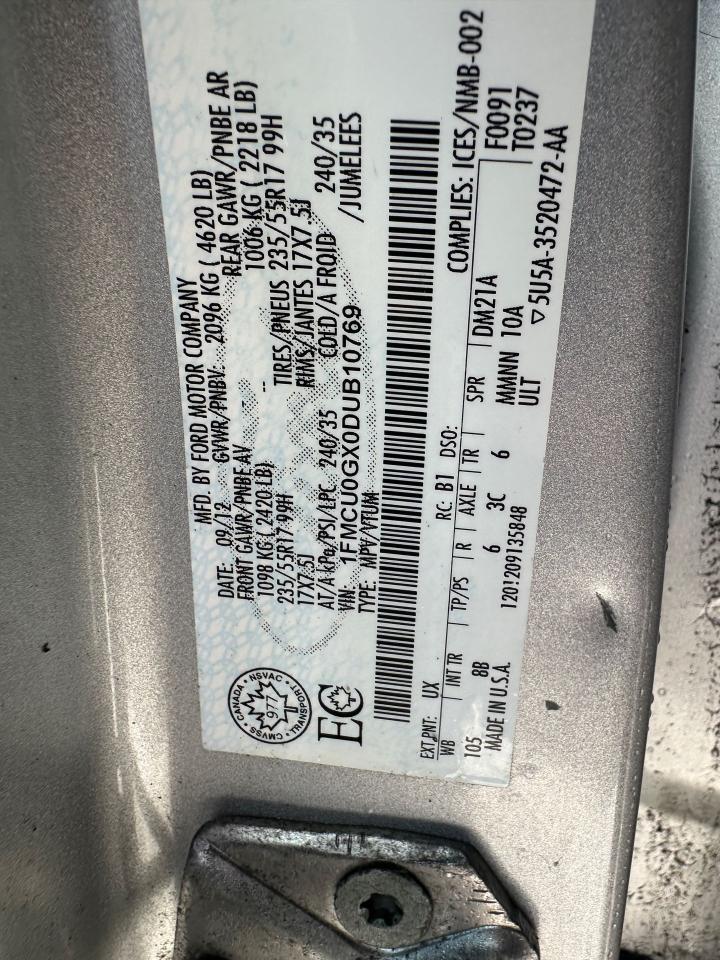 MFD. BY FORD MOTOR COMPANY
DATE: 09/12 GVWR/PNBV: 2096 KG ( 4620 LB)
FRONT GAWR/PNBE AV REAR GAWR/PNBE AR
1098 KG ( 2420 LB) -- 1006 KG ( 2218 LB)
235/55R17 99H TIRES/PNEUS 235/55R17 99H
17X7.5J RIMS/JANTES 17X7.5J
AT/A kPa/PSI/LPC 240/35 COLD/A FROID 240/35
VIN: 1FMCU0GX0DUB10769 /JUMELEES
TYPE: MPV/VTUM
CANADA • NSVAC • TRANSPORT • CMVSS •
977
EC
EXT PNT: UX RC: B1 DSO: COMPLIES: ICES/NMB-002
WB INT TR TP/PS R AXLE TR SPR DM21A F0091
105 8B 6 3C 6 MMMNN 10A T0237
MADE IN U.S.A. 1201209135848 ULT
▽5U5A-3520472-AA